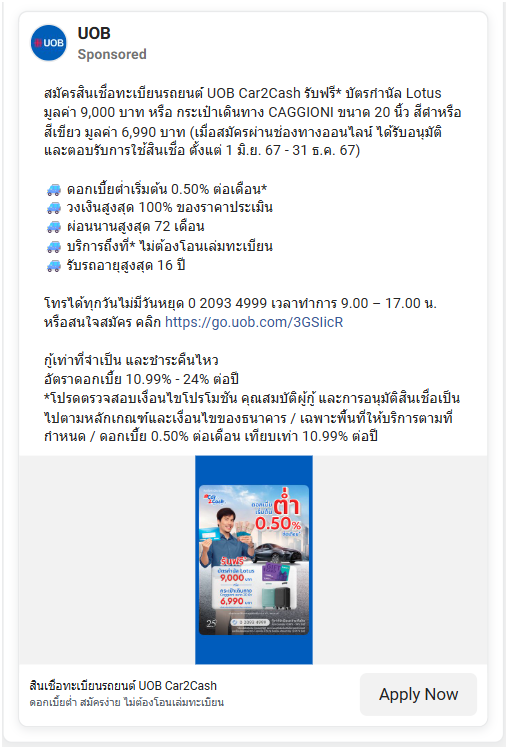 UOB
UOB
Sponsored
สมัครสินเชื่อทะเบียนรถยนต์ UOB Car2Cash รับฟรี* บัตรกำนัล Lotus
มูลค่า 9,000 บาท หรือ กระเป๋าเดินทาง CAGGIONI ขนาด 20 นิ้ว สีดำหรือ
สีเขียว มูลค่า 6,990 บาท (เมื่อสมัครผ่านช่องทางออนไลน์ ได้รับอนุมัติ
และตอบรับการใช้สินเชื่อ ตั้งแต่ 1 มิ.ย. 67 - 31 ธ.ค. 67)
🚙 ดอกเบี้ยต่ำเริ่มต้น 0.50% ต่อเดือน*
🚙 วงเงินสูงสุด 100% ของราคาประเมิน
🚙 ผ่อนนานสูงสุด 72 เดือน
🚙 บริการถึงที่* ไม่ต้องโอนเล่มทะเบียน
🚙 รับรถอายุสูงสุด 16 ปี
โทรได้ทุกวันไม่มีวันหยุด 0 2093 4999 เวลาทำการ 9.00 – 17.00 น.
หรือสนใจสมัคร คลิก https://go.uob.com/3GSlicR
กู้เท่าที่จำเป็น และชำระคืนไหว
อัตราดอกเบี้ย 10.99% - 24% ต่อปี
*โปรดตรวจสอบเงื่อนไขโปรโมชัน คุณสมบัติผู้กู้ และการอนุมัติสินเชื่อเป็น
ไปตามหลักเกณฑ์และเงื่อนไขของธนาคาร / เฉพาะพื้นที่ให้บริการตามที่
กำหนด / ดอกเบี้ย 0.50% ต่อเดือน เทียบเท่า 10.99% ต่อปี
Car
2Cash
ดอกเบี้ย
เริ่มต้น ต่ำ
0.50%
ต่อเดือน*
รับฟรี*
บัตรกำนัล Lotus
9,000 บาท
กระเป๋าเดินทาง
6,990 บาท
25
0 2093 4999
สินเชื่อทะเบียนรถยนต์ UOB Car2Cash
ดอกเบี้ยต่ำ สมัครง่าย ไม่ต้องโอนเล่มทะเบียน
Apply Now